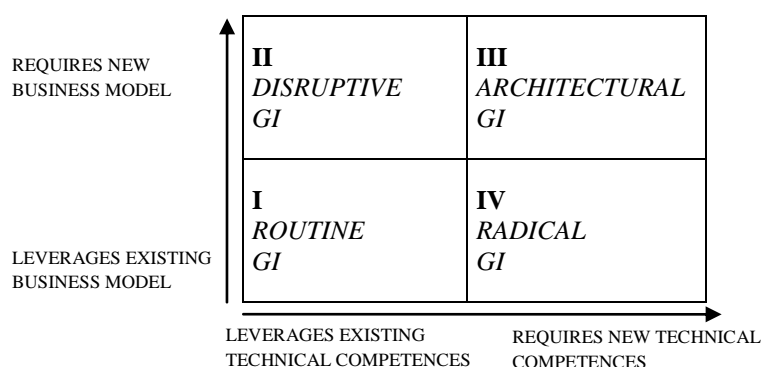 REQUIRES NEW
BUSINESS MODEL
II
DISRUPTIVE
GI
III
ARCHITECTURAL
GI
LEVERAGES EXISTING
BUSINESS MODEL
I
ROUTINE
GI
IV
RADICAL
GI
LEVERAGES EXISTING
TECHNICAL COMPETENCES
REQUIRES NEW TECHNICAL
COMPETENCES